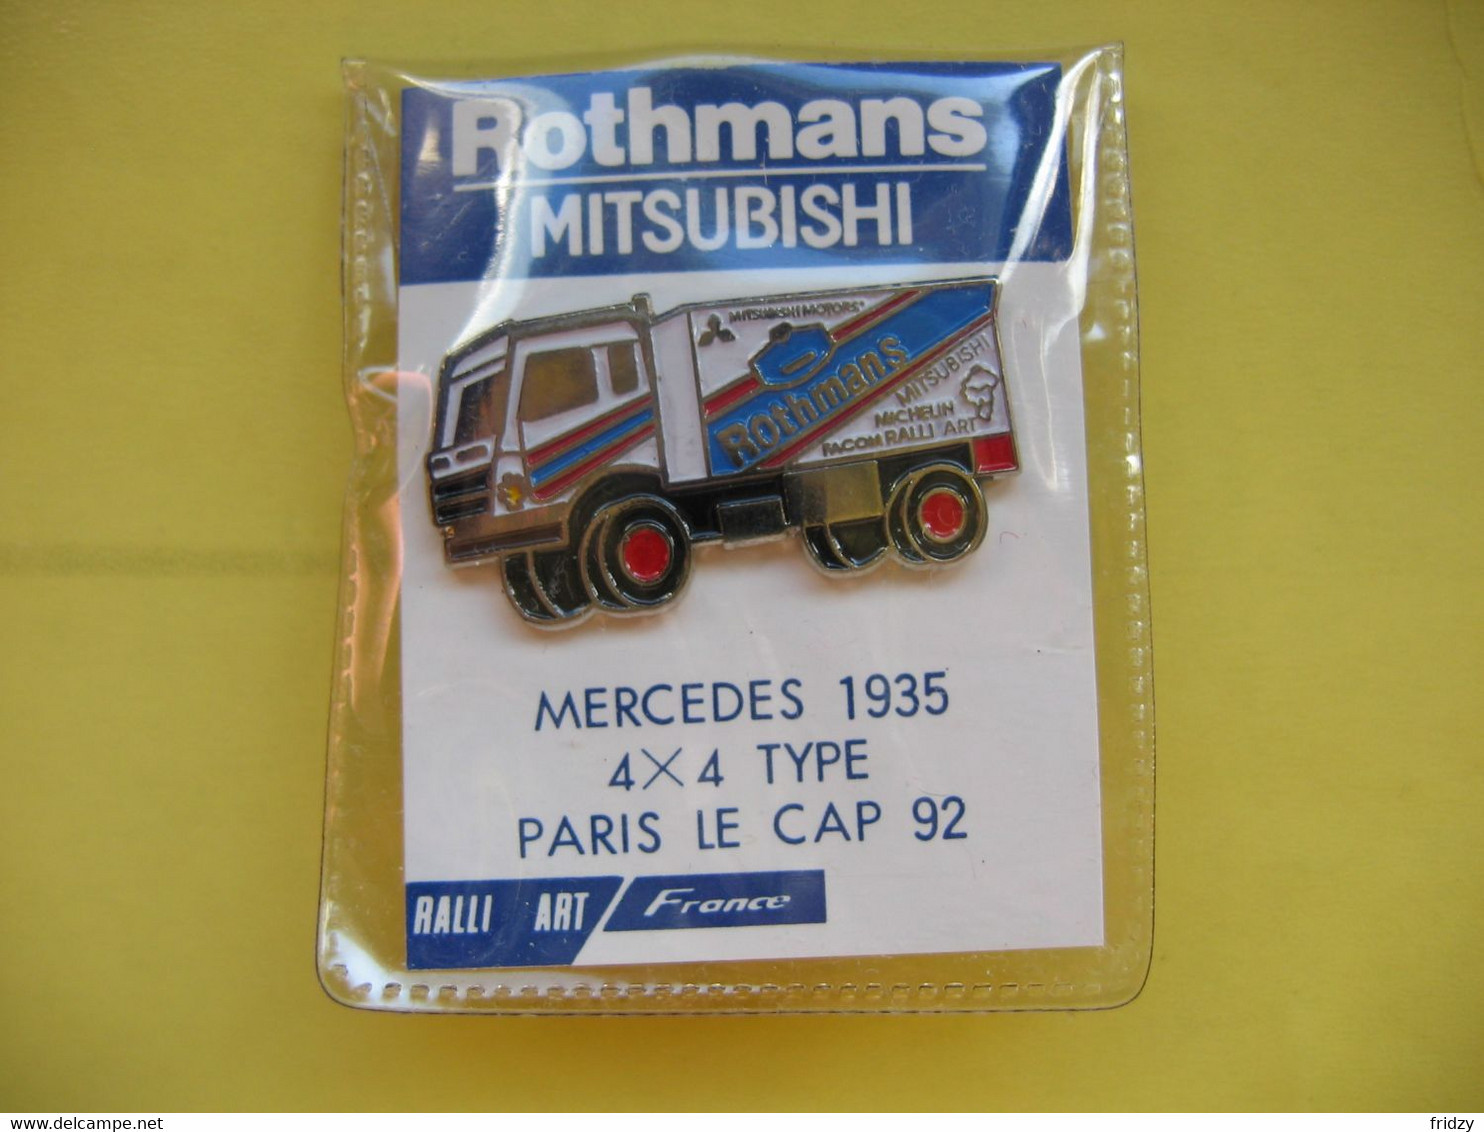 Rothmans
MITSUBISHI
MITSUBISHI MOTORS
Rothmans
MITSUBISHI
MICHELIN
FACOM RALLI ART
MERCEDES 1935
4×4 TYPE
PARIS LE CAP 92
RALLI ART France
www.delcampe.net
fridzy